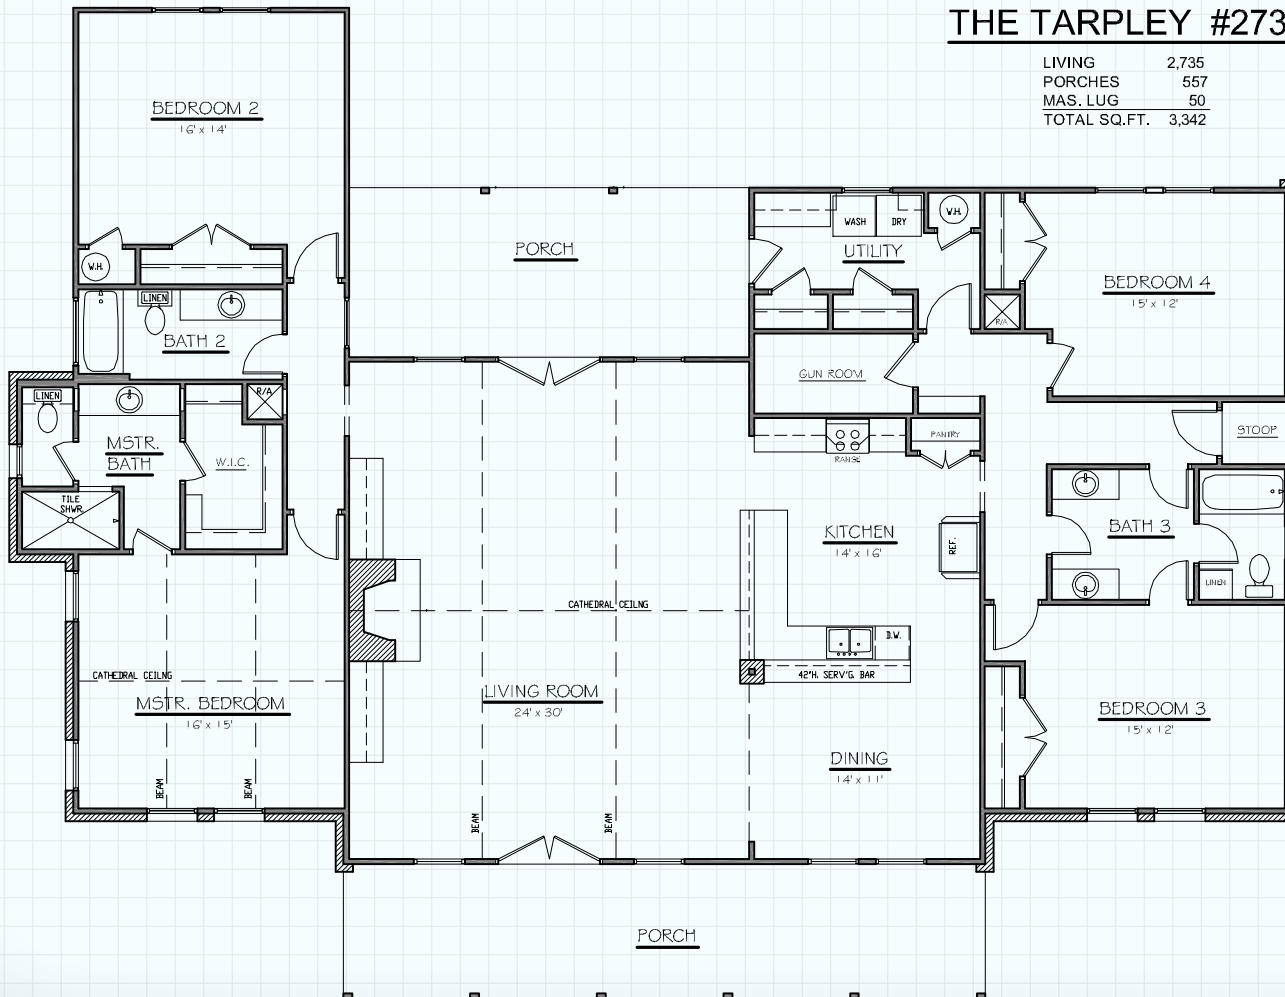 THE TARPLEY #273
LIVING 2,735
PORCHES 557
MAS. LUG 50
TOTAL SQ.FT. 3,342
BEDROOM 2
16' x 14'
W.H.
PORCH
WASH
DRY
W.H.
UTILITY
BEDROOM 4
15' x 12'
R/A
LINEN
BATH 2
GUN ROOM
R/A
LINEN
MSTR.
BATH
W.I.C.
TILE
SHWR
RANGE
PANTRY
STOOP
KITCHEN
14' x 16'
REF.
BATH 3
LINEN
CATHEDRAL CEILNG
D.W.
42"H. SERV'G. BAR
CATHEDRAL CEILNG
MSTR. BEDROOM
16' x 15'
LIVING ROOM
24' x 30'
BEDROOM 3
15' x 12'
DINING
14' x 11'
BEAM
BEAM
BEAM
BEAM
PORCH